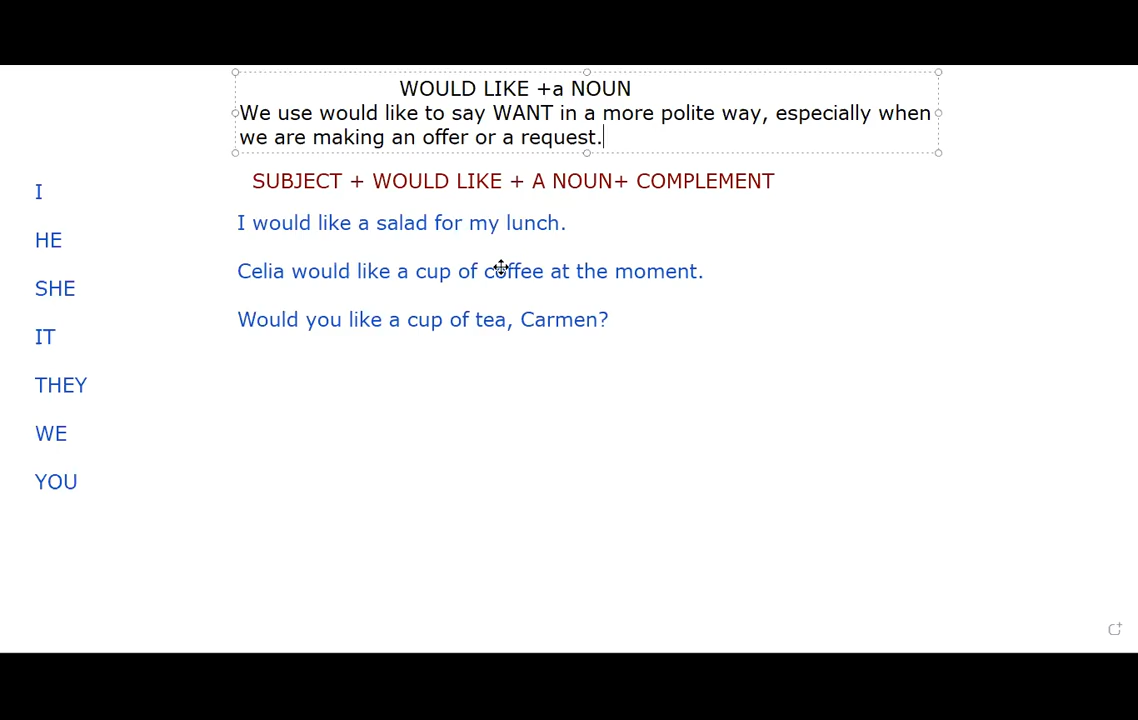 WOULD LIKE +a NOUN
We use would like to say WANT in a more polite way, especially when
we are making an offer or a request.
SUBJECT + WOULD LIKE + A NOUN+ COMPLEMENT
I
I would like a salad for my lunch.
HE
Celia would like a cup of coffee at the moment.
SHE
Would you like a cup of tea, Carmen?
IT
THEY
WE
YOU